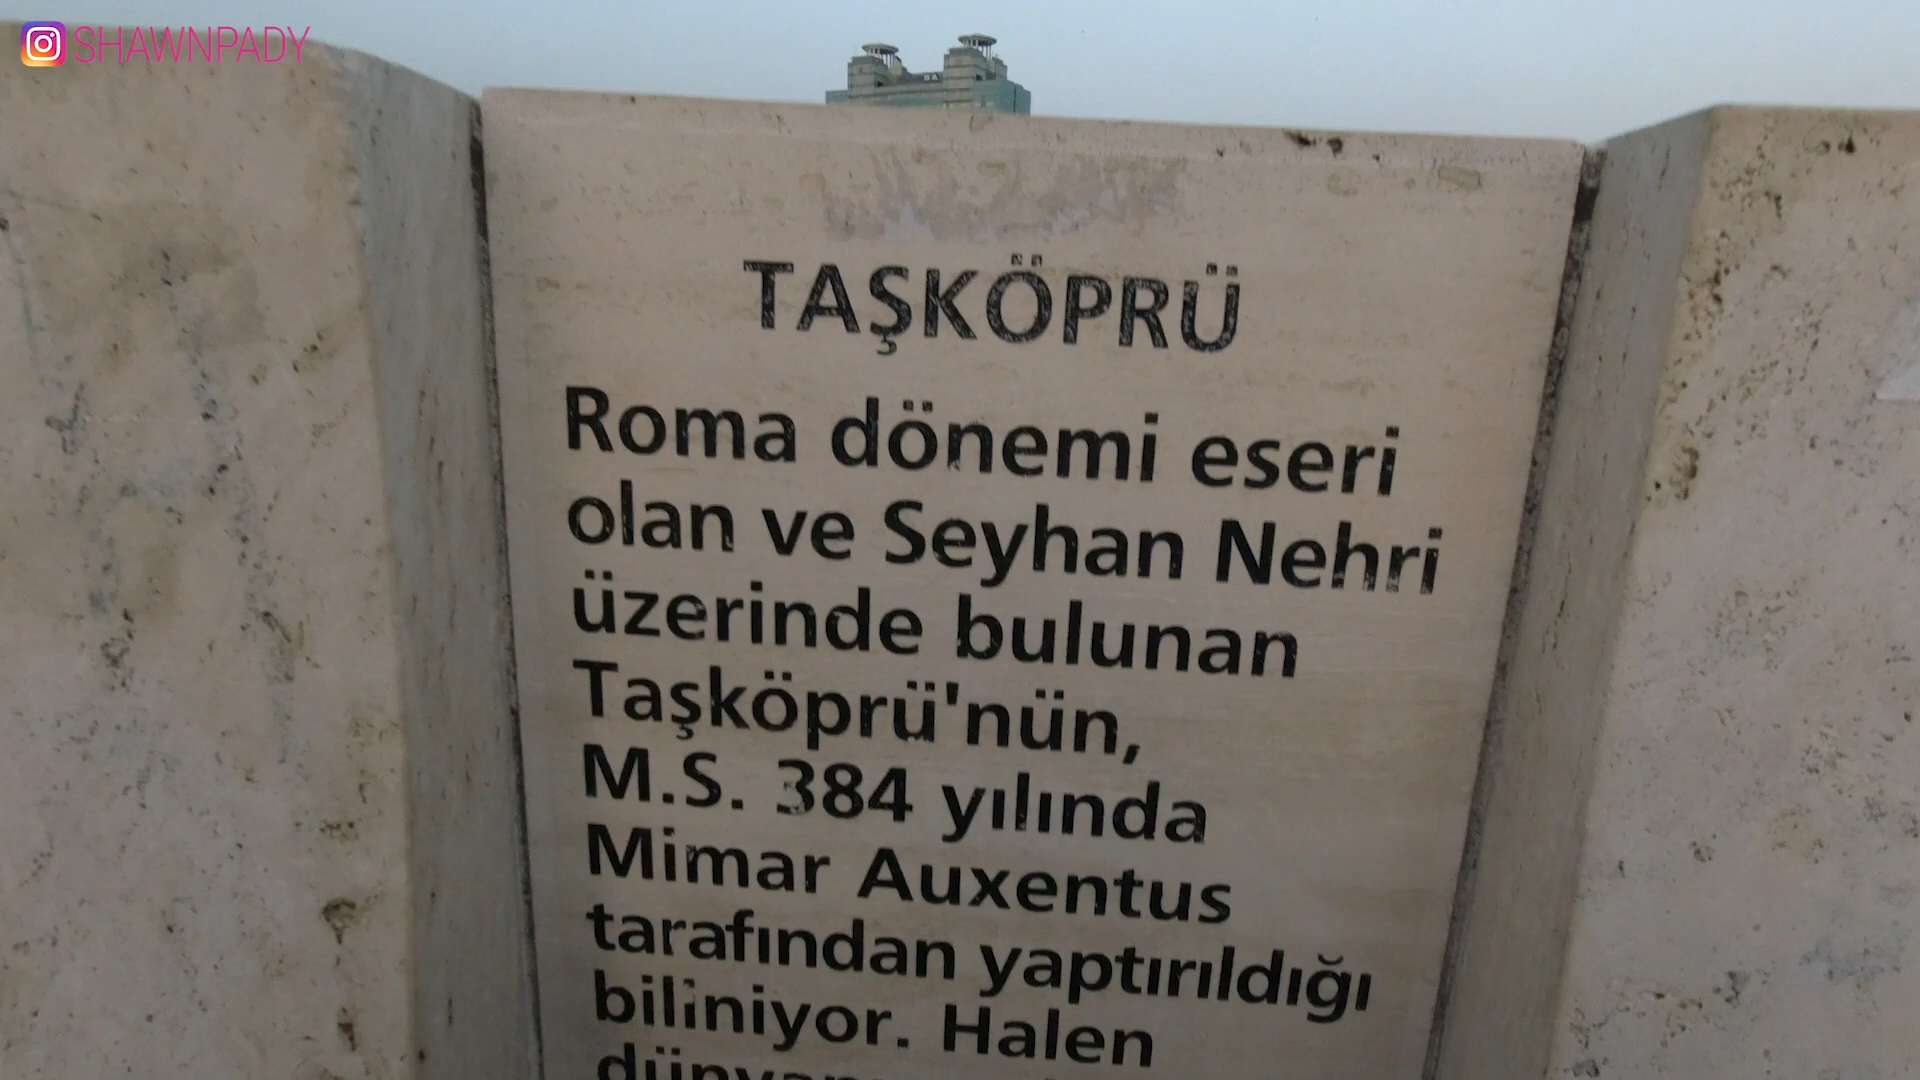 SHAWNPADY
TAŞKÖPRÜ
Roma dönemi eseri
olan ve Seyhan Nehri
üzerinde bulunan
Taşköprü'nün,
M.S. 384 yılında
Mimar Auxentus
tarafından yaptırıldığı
biliniyor. Halen